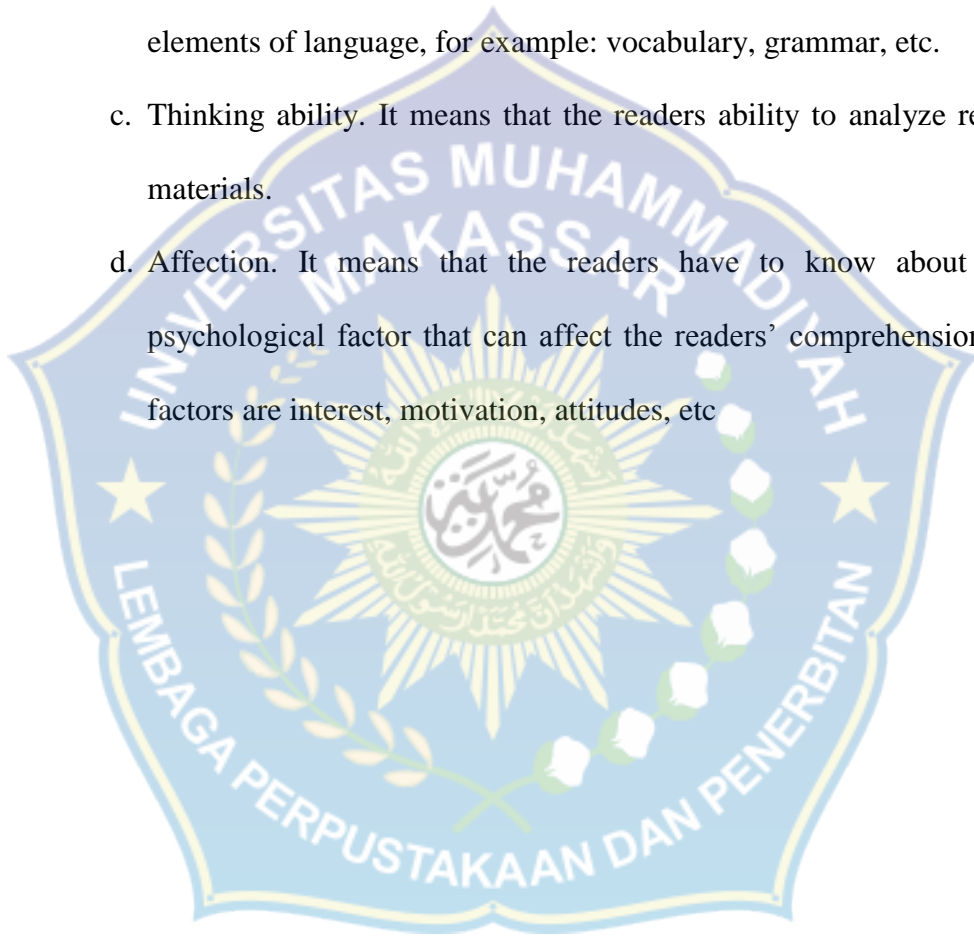 elements of language, for example: vocabulary, grammar, etc.
c. Thinking ability. It means that the readers ability to analyze re
materials.
d. Affection. It means that the readers have to know about
psychological factor that can affect the readers’ comprehension
factors are interest, motivation, attitudes, etc
UNIVERSITAS MUHAMMADIYAH
MAKASSAR
LEMBAGA PERPUSTAKAAN DAN PENERBITAN